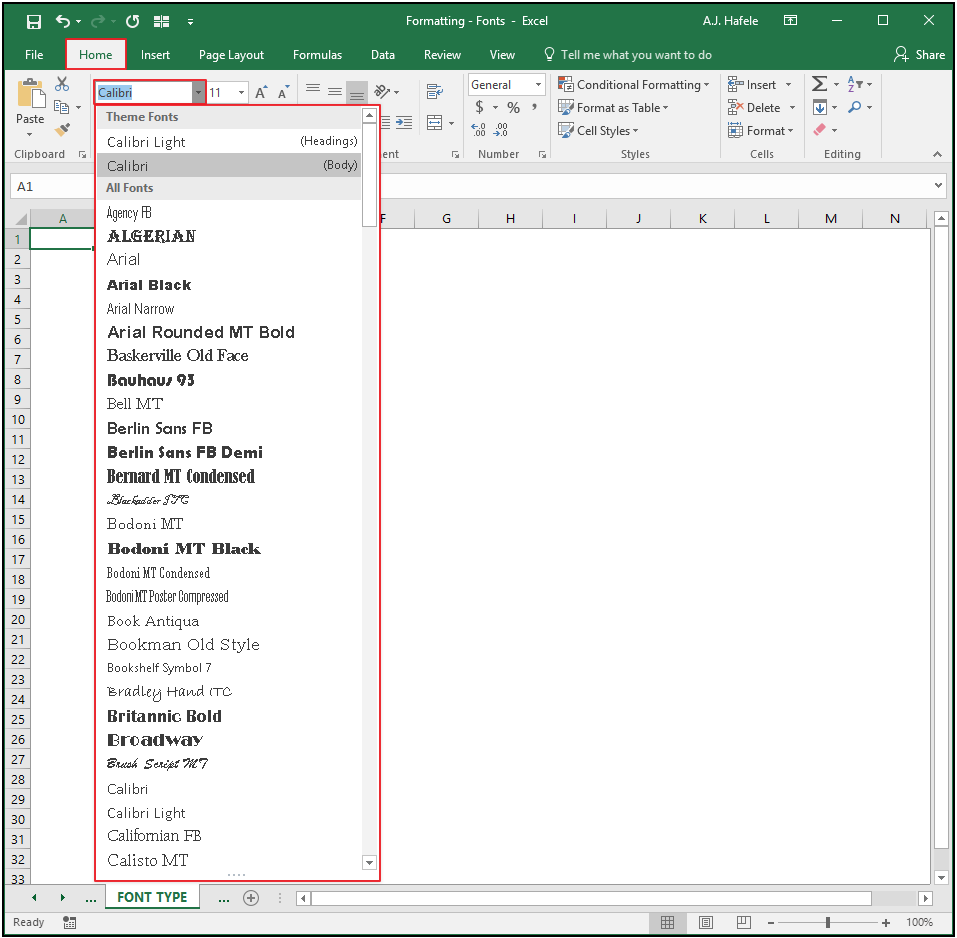 Formatting - Fonts - Excel
A.J. Hafele
File Home Insert Page Layout Formulas Data Review View Tell me what you want to do Share
Paste
Calibri 11
General
$ % ,
Conditional Formatting
Format as Table
Cell Styles
Insert
Delete
Format
Clipboard
Number Styles Cells Editing
A1
Theme Fonts
Calibri Light (Headings)
Calibri (Body)
All Fonts
Agency FB
ALGERIAN
Arial
Arial Black
Arial Narrow
Arial Rounded MT Bold
Baskerville Old Face
Bauhaus 93
Bell MT
Berlin Sans FB
Berlin Sans FB Demi
Bernard MT Condensed
Blackadder ITC
Bodoni MT
Bodoni MT Black
Bodoni MT Condensed
Bodoni MT Poster Compressed
Book Antiqua
Bookman Old Style
Bookshelf Symbol 7
Bradley Hand ITC
Britannic Bold
Broadway
Brush Script MT
Calibri
Calibri Light
Californian FB
Calisto MT
A F G H I J K L M N
1
2
3
4
5
6
7
8
9
10
11
12
13
14
15
16
17
18
19
20
21
22
23
24
25
26
27
28
29
30
31
32
33
... FONT TYPE ...
Ready
100%